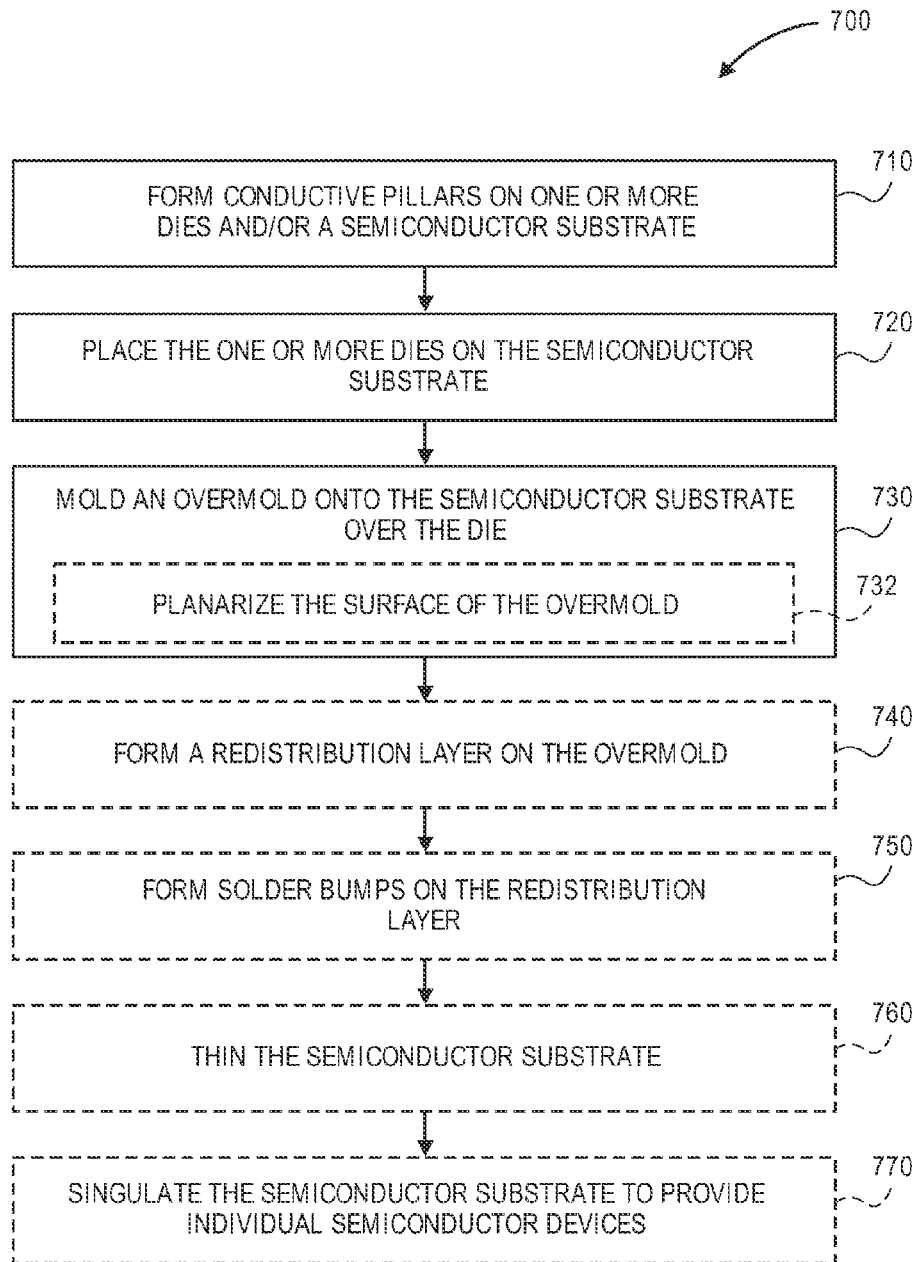 700
710
FORM CONDUCTIVE PILLARS ON ONE OR MORE
DIES AND/OR A SEMICONDUCTOR SUBSTRATE
720
PLACE THE ONE OR MORE DIES ON THE SEMICONDUCTOR
SUBSTRATE
730
MOLD AN OVERMOLD ONTO THE SEMICONDUCTOR SUBSTRATE
OVER THE DIE
732
PLANARIZE THE SURFACE OF THE OVERMOLD
740
FORM A REDISTRIBUTION LAYER ON THE OVERMOLD
750
FORM SOLDER BUMPS ON THE REDISTRIBUTION
LAYER
760
THIN THE SEMICONDUCTOR SUBSTRATE
770
SINGULATE THE SEMICONDUCTOR SUBSTRATE TO PROVIDE
INDIVIDUAL SEMICONDUCTOR DEVICES